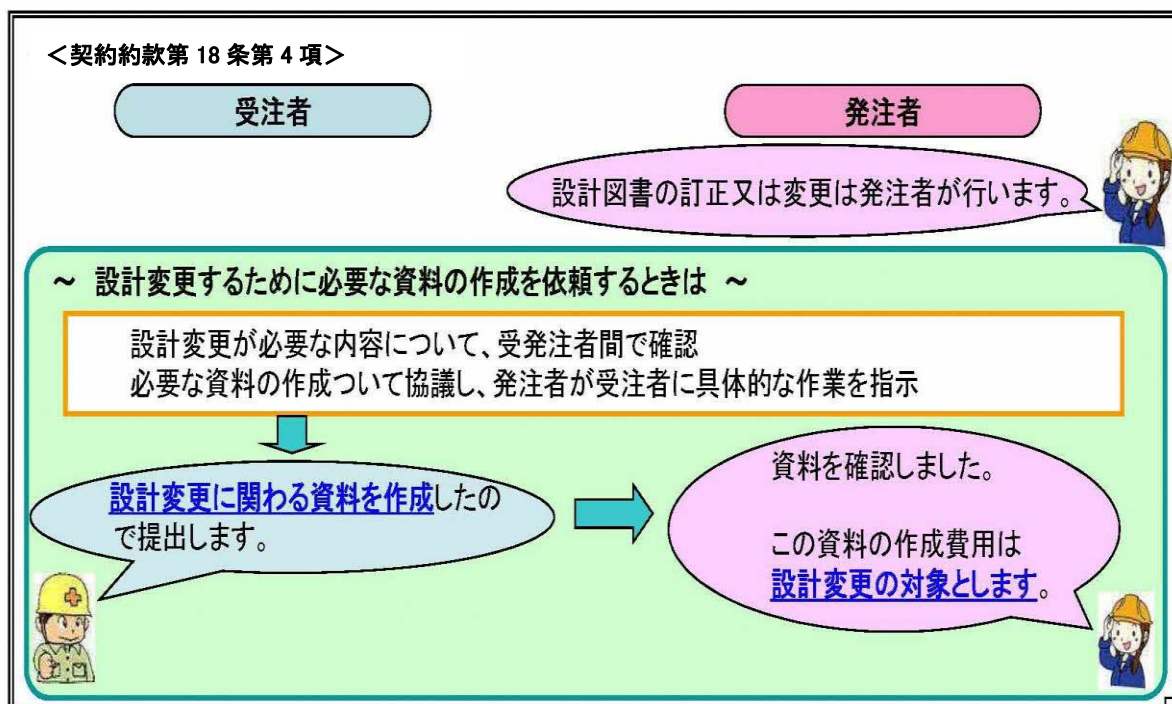 ＜契約約款第 18 条第 4 項＞
受注者
発注者
設計図書の訂正又は変更は発注者が行います。
～ 設計変更するために必要な資料の作成を依頼するときは ～
設計変更が必要な内容について、受発注者間で確認
必要な資料の作成ついて協議し、発注者が受注者に具体的な作業を指示
設計変更に関わる資料を作成したの
で提出します。
資料を確認しました。
この資料の作成費用は
設計変更の対象とします。